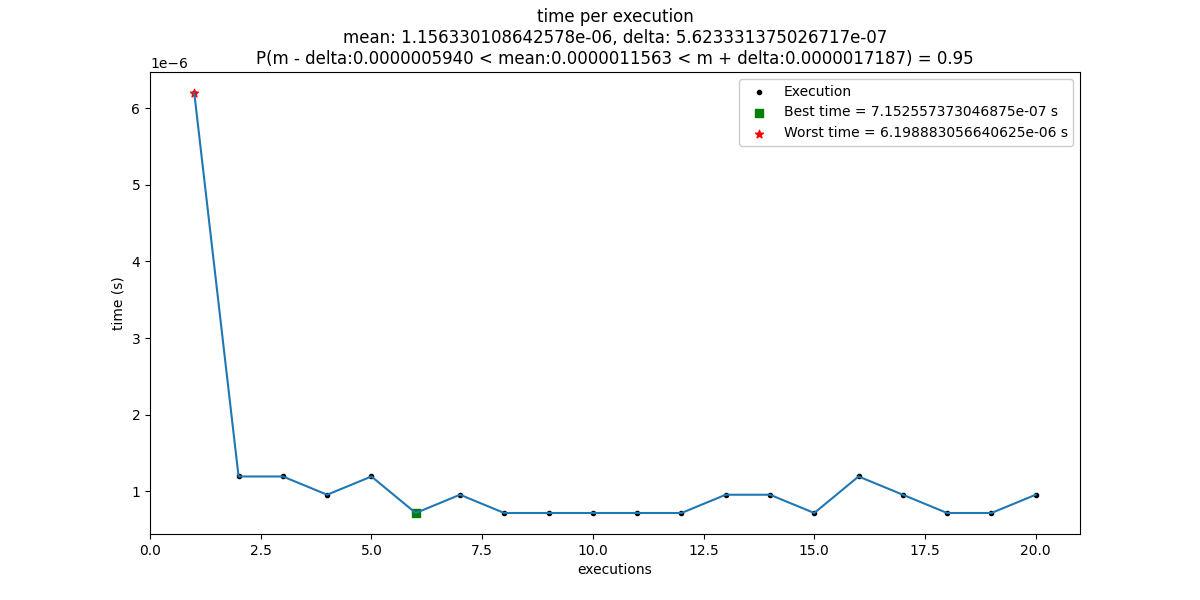 time per execution
mean: 1.156330108642578e-06, delta: 5.623331375026717e-07
P(m - delta:0.0000005940 < mean:0.0000011563 < m + delta:0.0000017187) = 0.95
1e−6
Execution
Best time = 7.152557373046875e-07 s
Worst time = 6.198883056640625e-06 s
6
5
4
3
2
1
time (s)
0.0 2.5 5.0 7.5 10.0 12.5 15.0 17.5 20.0
executions